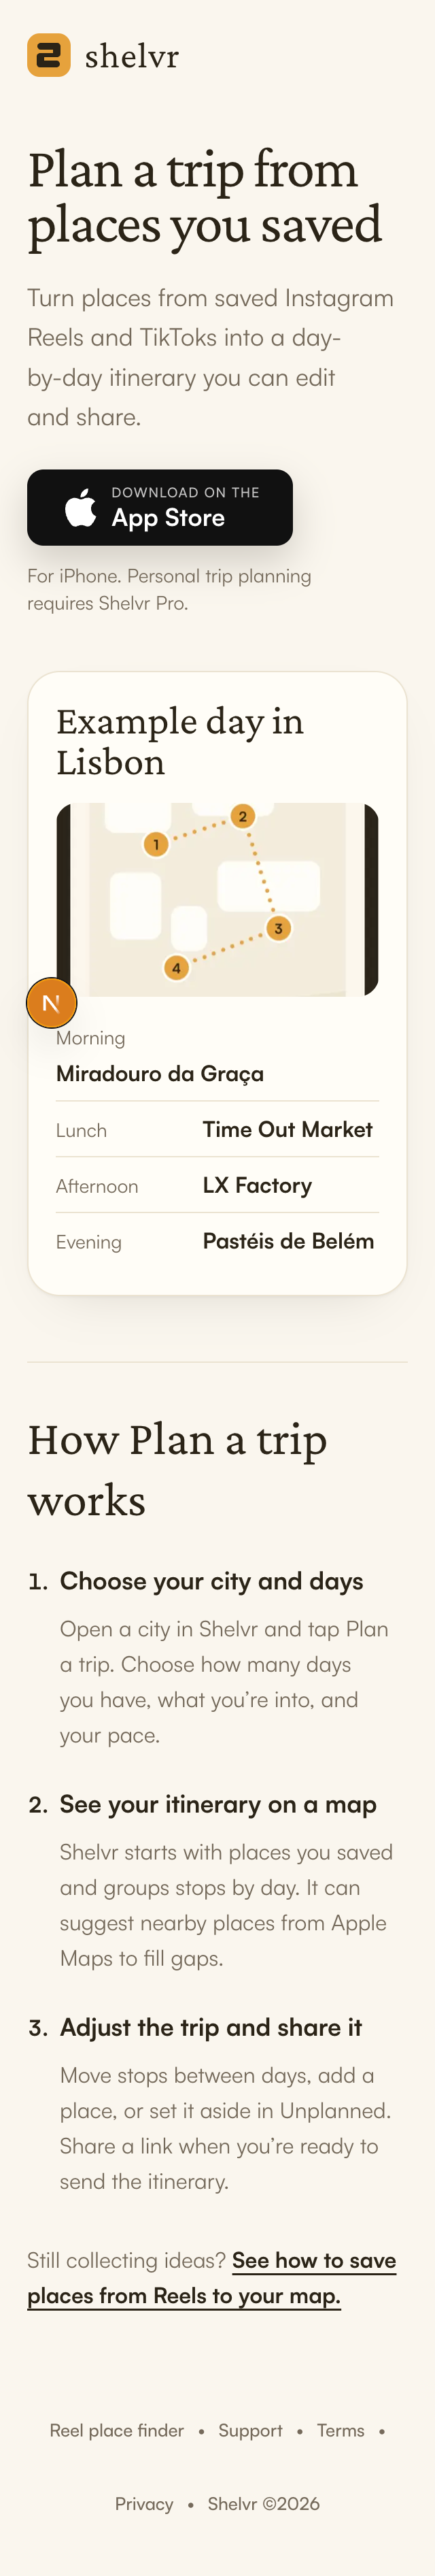 shelvr
Plan a trip from
places you saved
Turn places from saved Instagram
Reels and TikToks into a day-
by-day itinerary you can edit
and share.
DOWNLOAD ON THE
App Store
For iPhone. Personal trip planning
requires Shelvr Pro.
Example day in
Lisbon
1
2
3
4
N
Morning
Miradouro da Graça
Lunch Time Out Market
Afternoon LX Factory
Evening Pastéis de Belém
How Plan a trip
works
1. Choose your city and days
Open a city in Shelvr and tap Plan
a trip. Choose how many days
you have, what you’re into, and
your pace.
2. See your itinerary on a map
Shelvr starts with places you saved
and groups stops by day. It can
suggest nearby places from Apple
Maps to fill gaps.
3. Adjust the trip and share it
Move stops between days, add a
place, or set it aside in Unplanned.
Share a link when you’re ready to
send the itinerary.
Still collecting ideas? See how to save
places from Reels to your map.
Reel place finder • Support • Terms •
Privacy • Shelvr ©2026